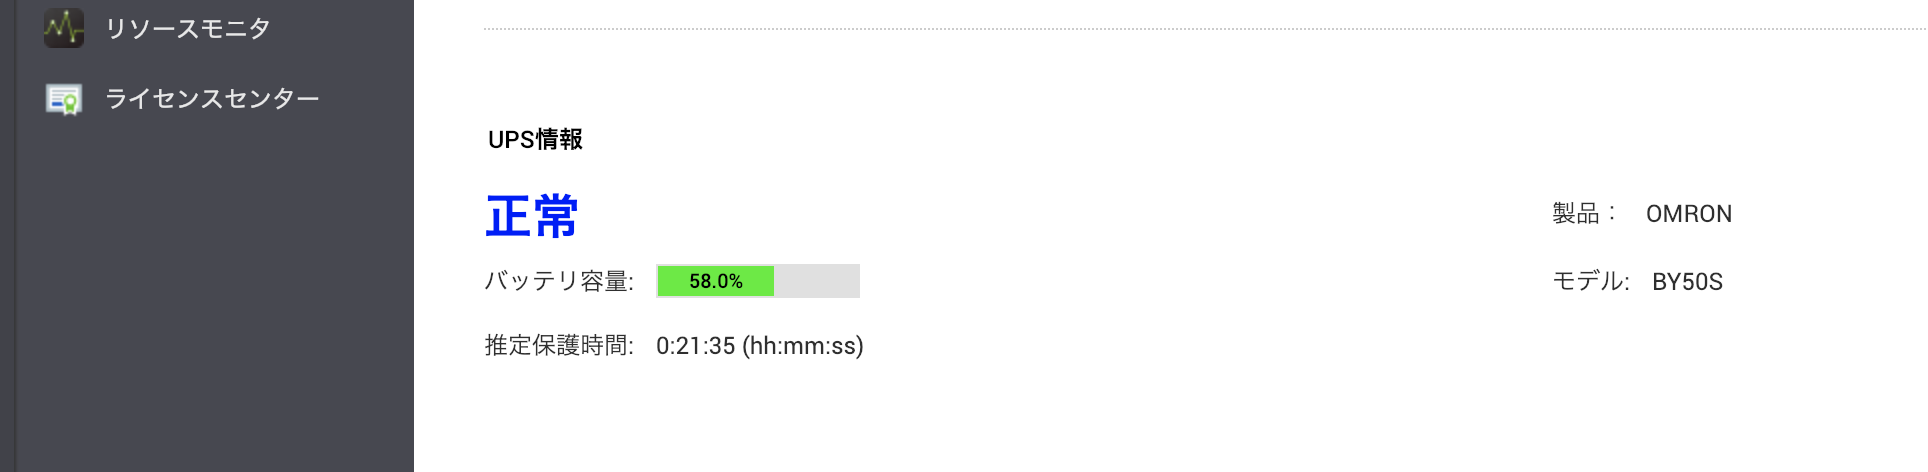 リソースモニタ
ライセンスセンター
UPS情報
正常
製品： OMRON
バッテリ容量: 58.0%
モデル: BY50S
推定保護時間: 0:21:35 (hh:mm:ss)